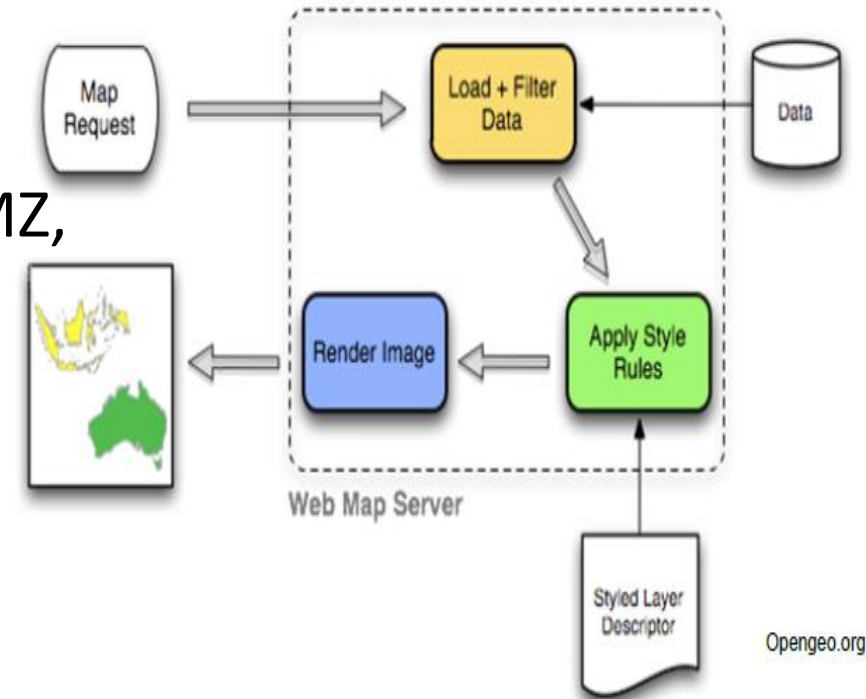 Map
Request
Load + Filter
Data
Data
MZ,
Render Image
Apply Style
Rules
Web Map Server
Styled Layer
Descriptor
Opengeo.org